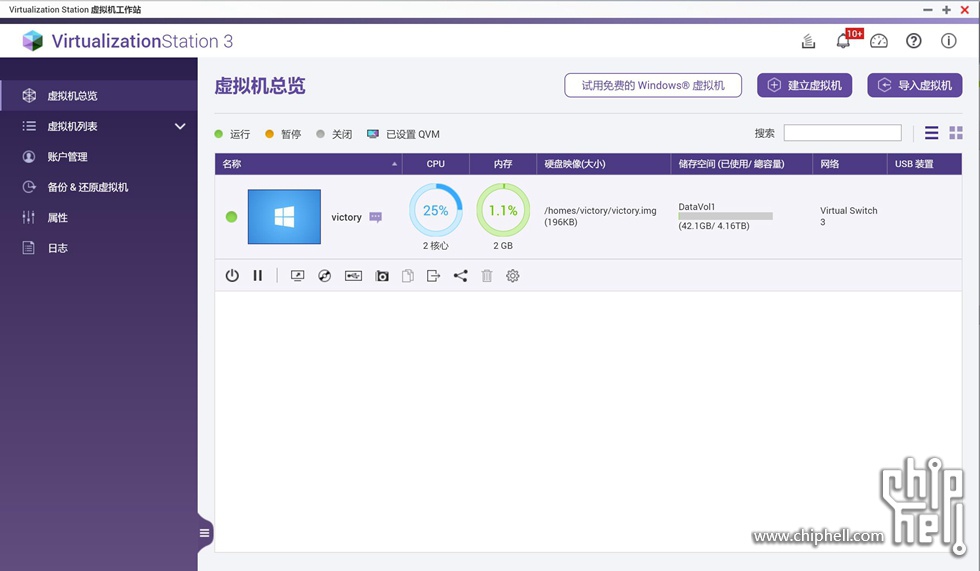 Virtualization Station 虚拟机工作站
VirtualizationStation 3
10+
虚拟机总览
虚拟机列表
账户管理
备份 & 还原虚拟机
属性
日志
虚拟机总览
试用免费的 Windows® 虚拟机
建立虚拟机
导入虚拟机
运行 暂停 关闭 已设置 QVM
搜索
名称 CPU 内存 硬盘映像(大小) 储存空间 (已使用/ 總容量) 网络 USB 装置
victory
25%
2 核心
1.1%
2 GB
/homes/victory/victory.img
(196KB)
DataVol1
(42.1GB/ 4.16TB)
Virtual Switch
3
chip
hell
www.chiphell.com